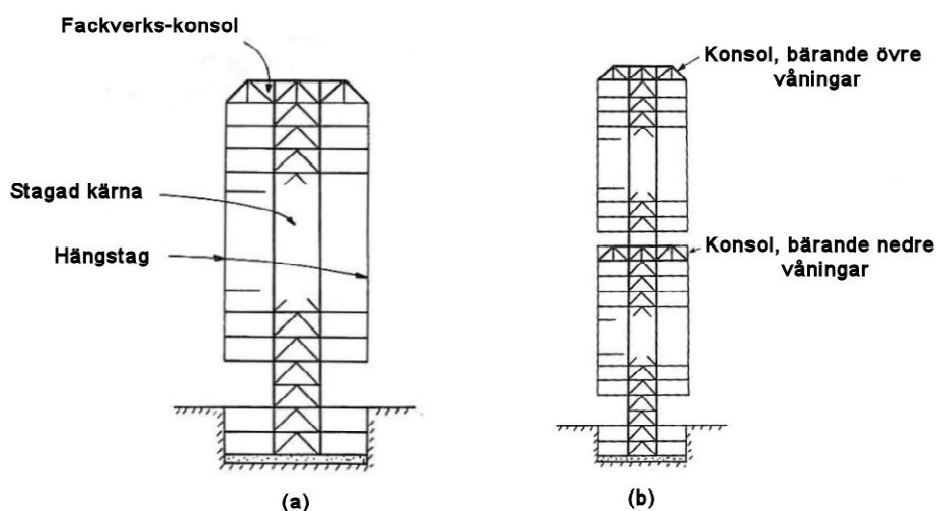 Fackverks-konsol
Stagad kärna
Hängstag
(a)
Konsol, bärande övre
våningar
Konsol, bärande nedre
våningar
(b)